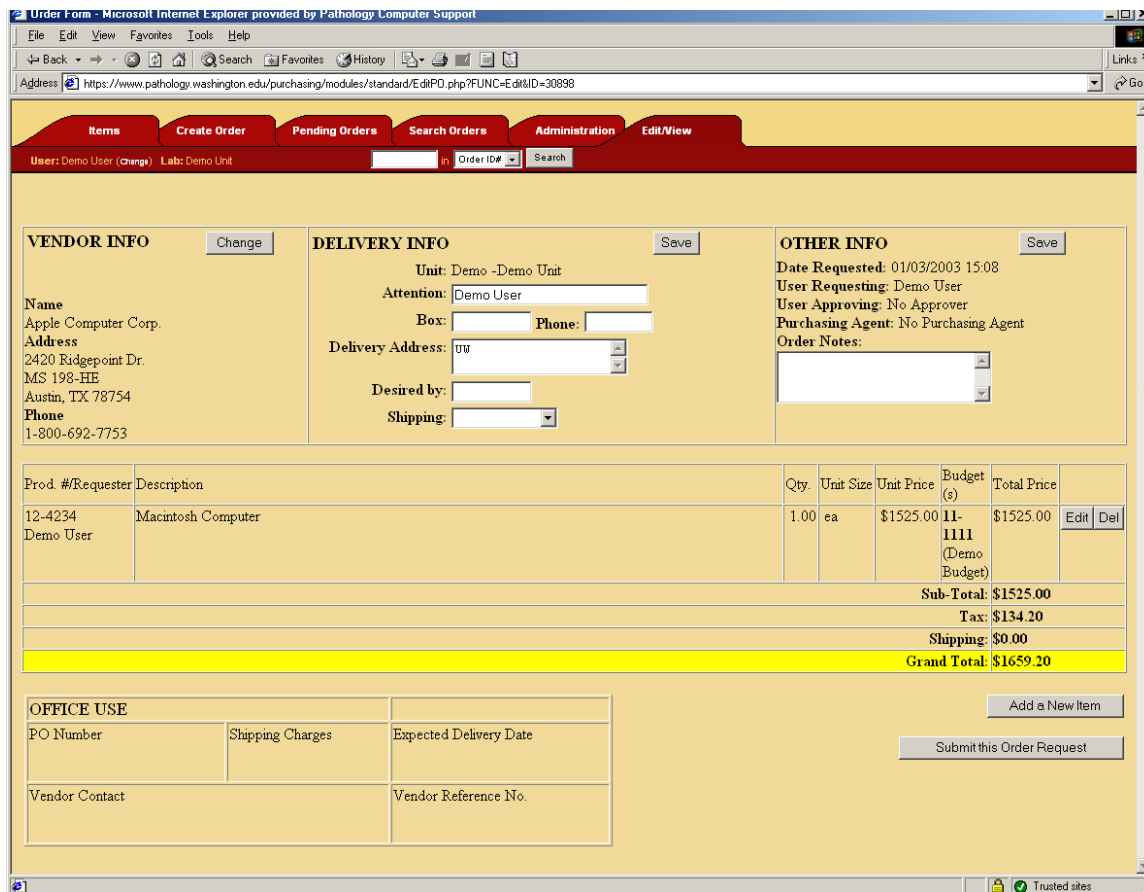 Order Form - Microsoft Internet Explorer provided by Pathology Computer Support
File Edit View Favorites Tools Help
Back Search Favorites History Links
Address https://www.pathology.washington.edu/purchasing/modules/standard/EditPO.php?FUNC=Edit&ID=30898 Go
Items Create Order Pending Orders Search Orders Administration Edit/View
User: Demo User (Change) Lab: Demo Unit in Order ID# Search
VENDOR INFO Change
Name
Apple Computer Corp.
Address
2420 Ridgepoint Dr.
MS 198-HE
Austin, TX 78754
Phone
1-800-692-7753
DELIVERY INFO Save
Unit: Demo -Demo Unit
Attention: Demo User
Box: Phone:
Delivery Address: UW
Desired by:
Shipping:
OTHER INFO Save
Date Requested: 01/03/2003 15:08
User Requesting: Demo User
User Approving: No Approver
Purchasing Agent: No Purchasing Agent
Order Notes:
Prod. #/Requester Description Qty. Unit Size Unit Price Budget (s) Total Price
12-4234 Macintosh Computer 1.00 ea $1525.00 11- $1525.00 Edit Del
Demo User 1111
(Demo
Budget)
Sub-Total: $1525.00
Tax: $134.20
Shipping: $0.00
Grand Total: $1659.20
OFFICE USE
PO Number Shipping Charges Expected Delivery Date
Vendor Contact Vendor Reference No.
Add a New Item
Submit this Order Request
Trusted sites